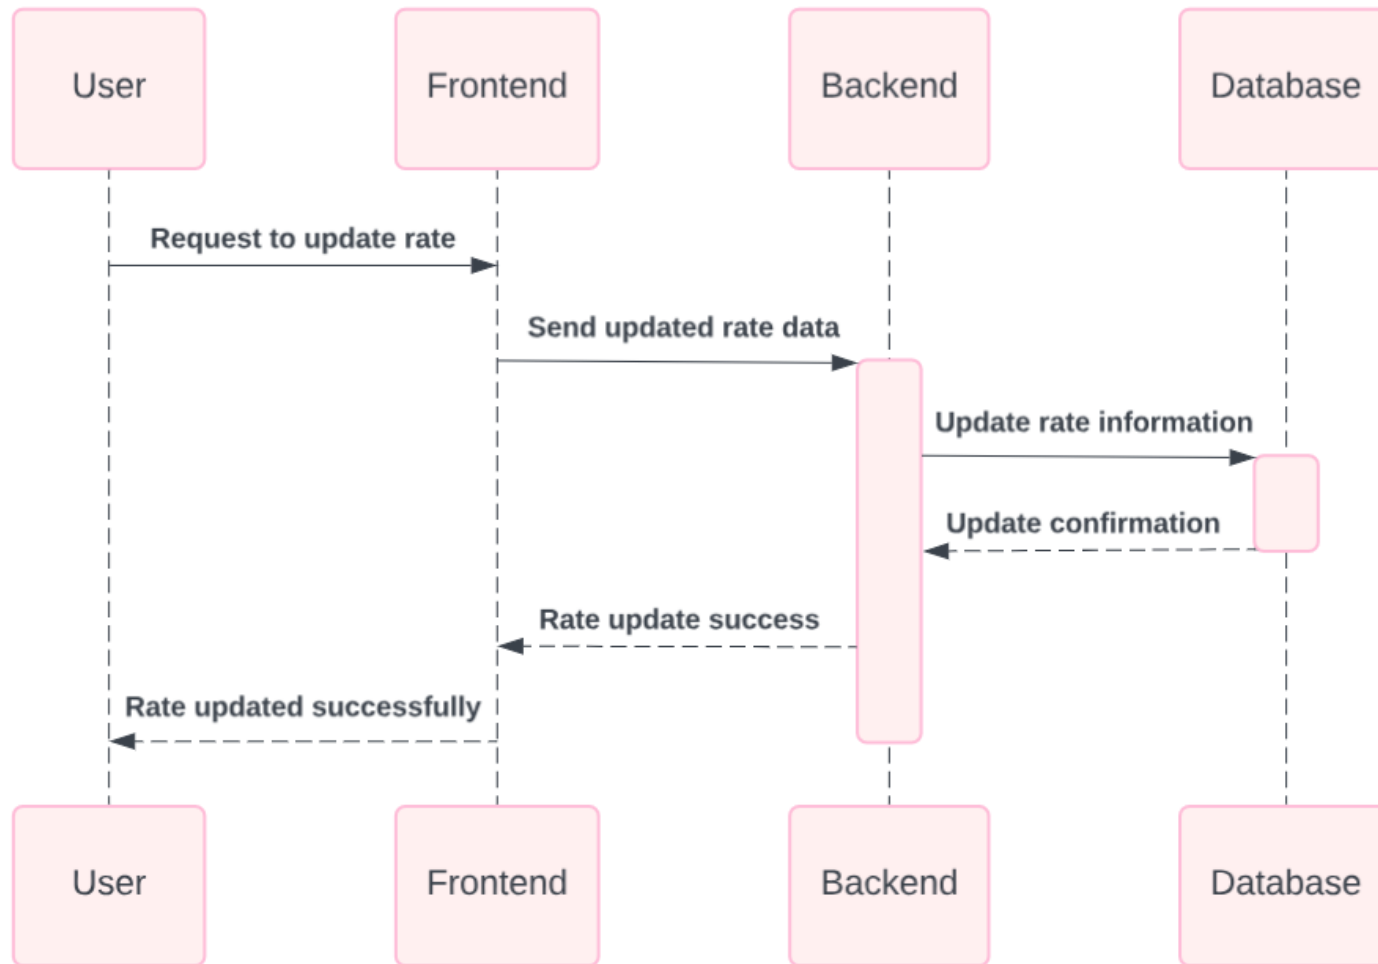 User
Frontend
Backend
Database
Request to update rate
Send updated rate data
Update rate information
Update confirmation
Rate update success
Rate updated successfully
User
Frontend
Backend
Database